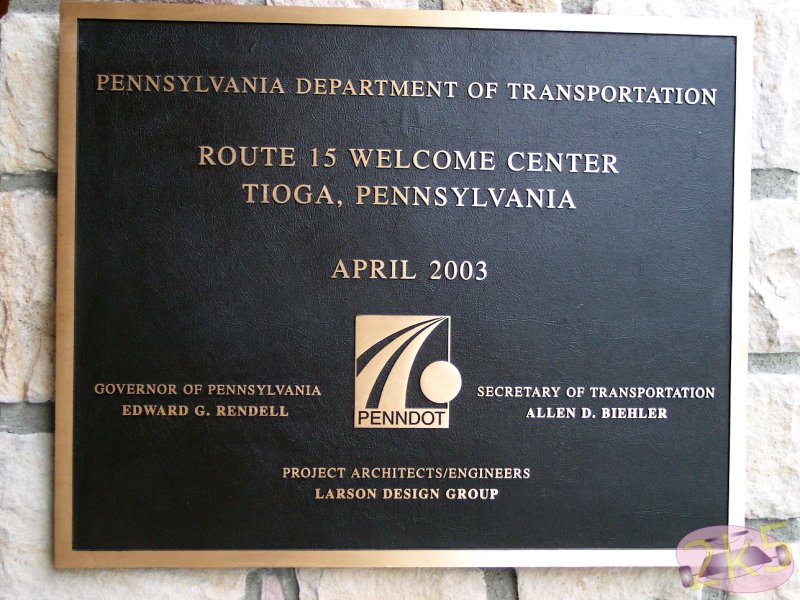 PENNSYLVANIA DEPARTMENT OF TRANSPORTATION
ROUTE 15 WELCOME CENTER
TIOGA, PENNSYLVANIA
APRIL 2003
PENNDOT
GOVERNOR OF PENNSYLVANIA
EDWARD G. RENDELL
SECRETARY OF TRANSPORTATION
ALLEN D. BIEHLER
PROJECT ARCHITECTS/ENGINEERS
LARSON DESIGN GROUP
2K5